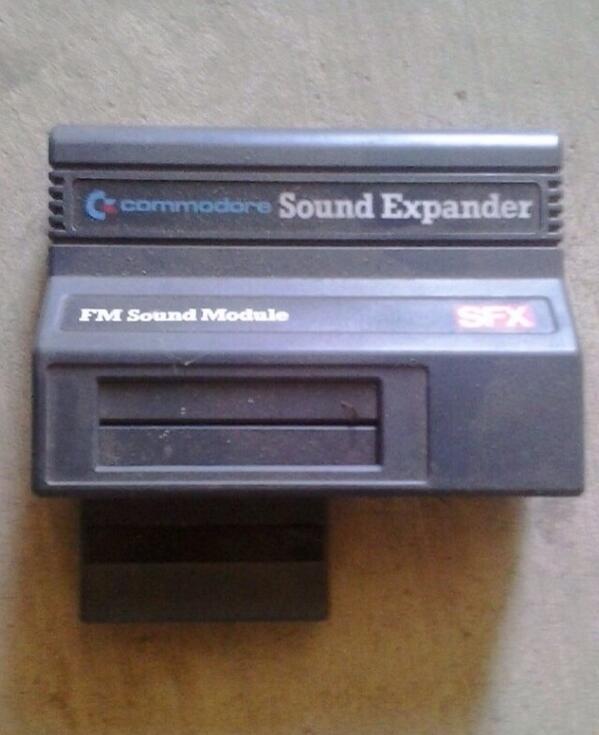 commodore Sound Expander
FM Sound Module SFX